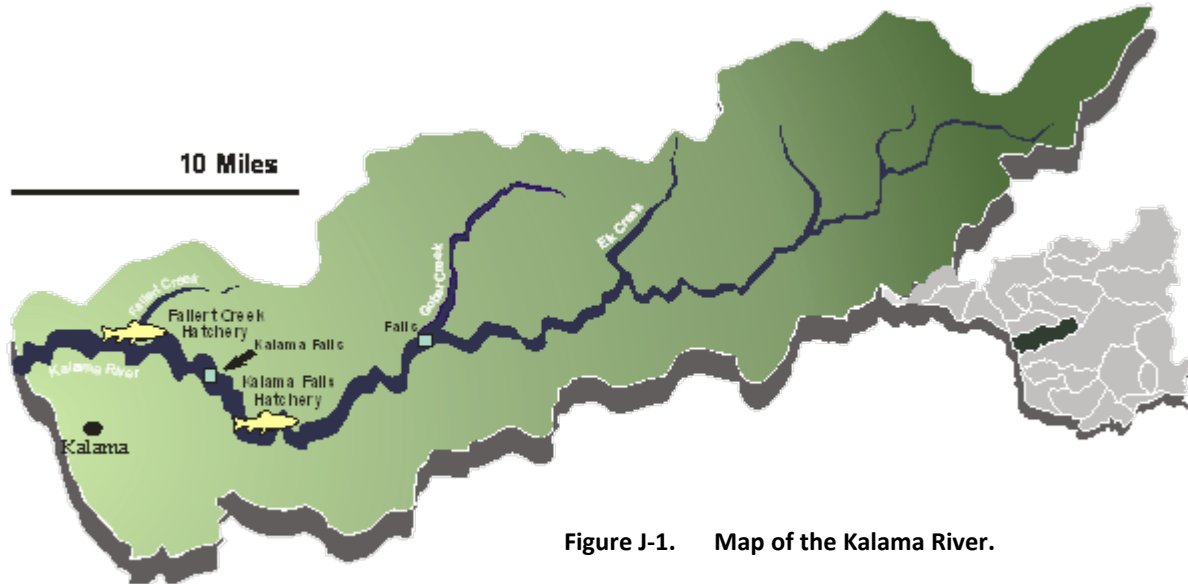 10 Miles
Fallert Creek
Fallert Creek
Hatchery
Kalama Falls
Kalama River
Kalama Falls
Hatchery
Kalama
Falls
Creek
Elk Creek
Figure J-1. Map of the Kalama River.